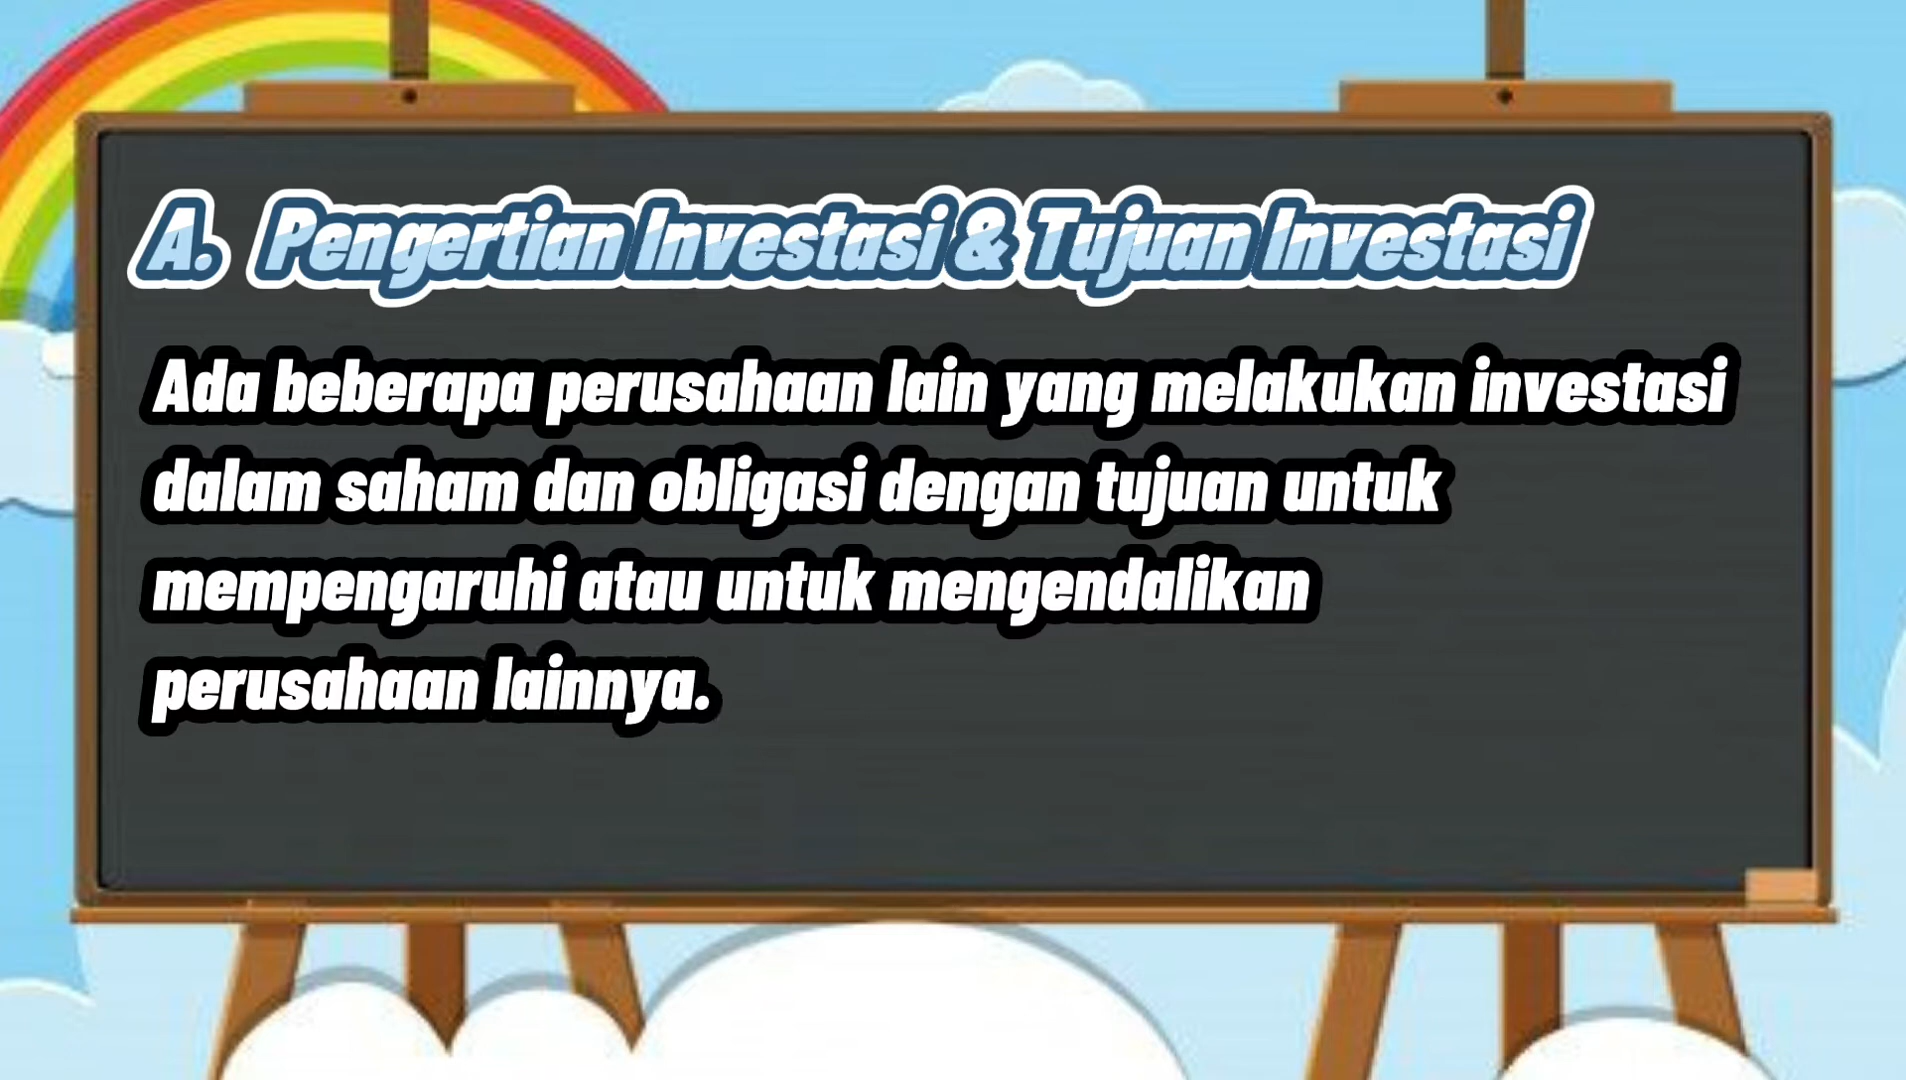 A. Pengertian Investasi & Tujuan Investasi
Ada beberapa perusahaan lain yang melakukan investasi
dalam saham dan obligasi dengan tujuan untuk
mempengaruhi atau untuk mengendalikan
perusahaan lainnya.